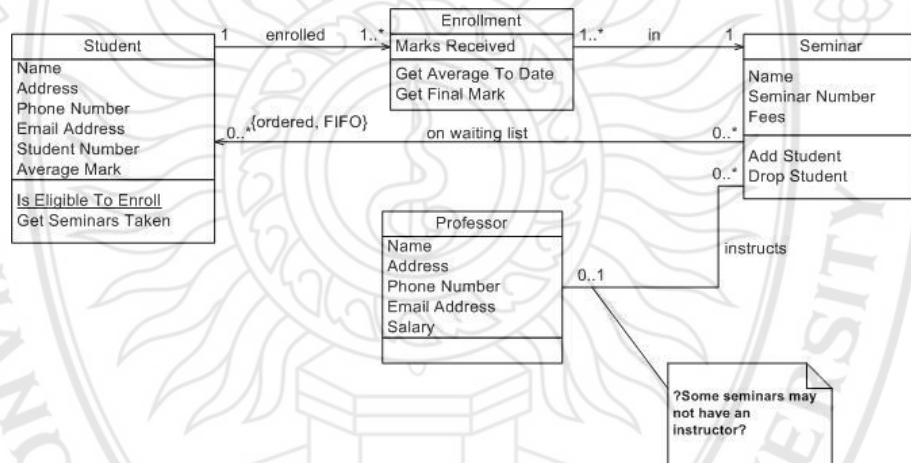 Student
Name
Address
Phone Number
Email Address
Student Number
Average Mark
Is Eligible To Enroll
Get Seminars Taken
1
enrolled
1..*
Enrollment
Marks Received
Get Average To Date
Get Final Mark
1..*
in
1
Seminar
Name
Seminar Number
Fees
Add Student
Drop Student
0..*
{ordered, FIFO}
on waiting list
0..*
0..*
instructs
0..1
Professor
Name
Address
Phone Number
Email Address
Salary
?Some seminars may
not have an
instructor?